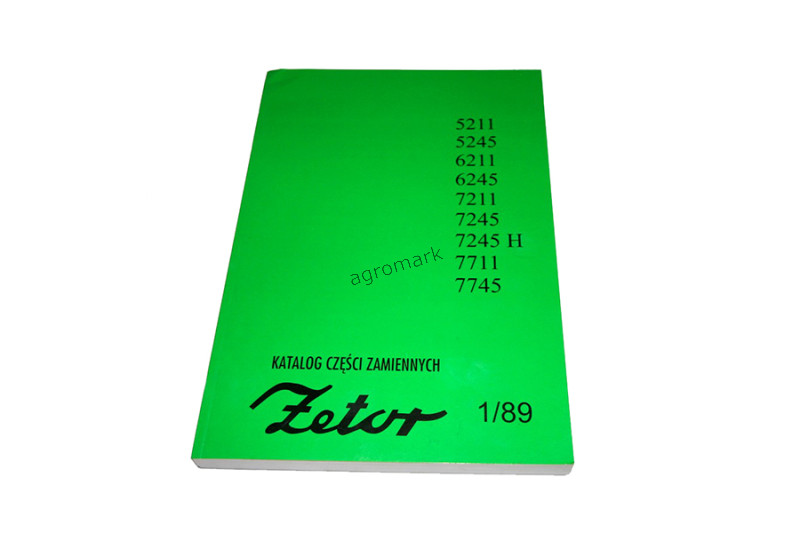 5211
5245
6211
6245
7211
7245
7245 H
7711
7745
agromark
KATALOG CZĘŚCI ZAMIENNYCH
Zetor 1/89